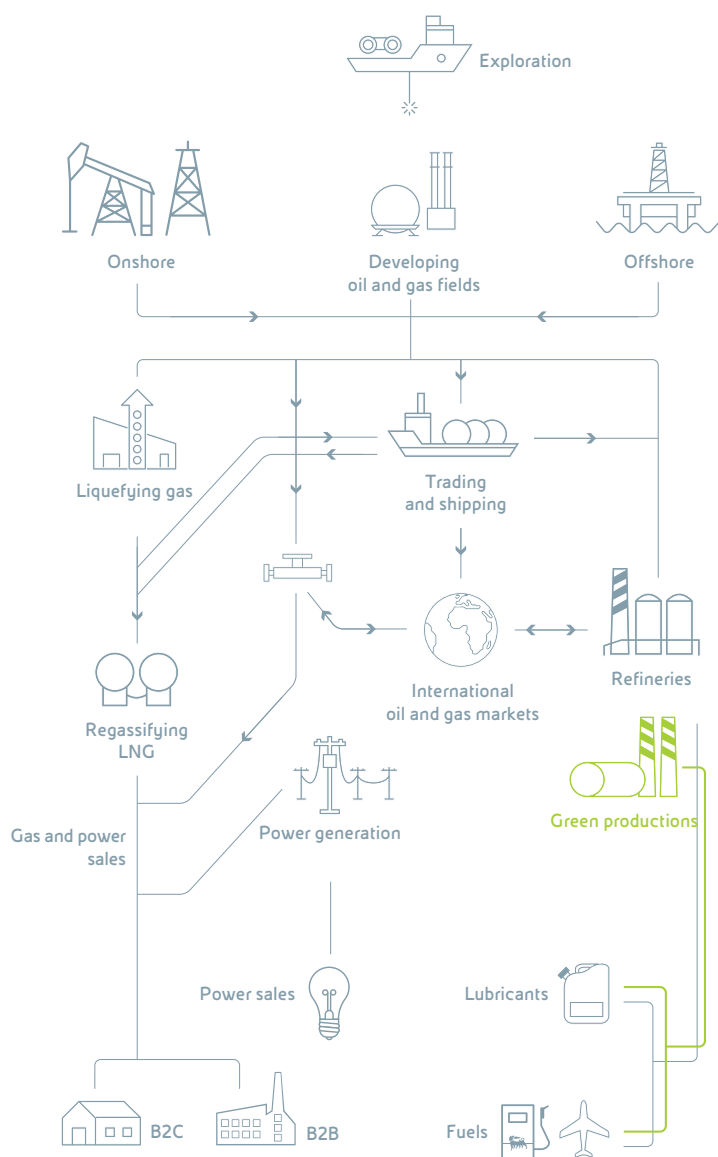 Exploration
Onshore
Developing
oil and gas fields
Offshore
Liquefying gas
Trading
and shipping
International
oil and gas markets
Refineries
Regassifying
LNG
Green productions
Gas and power
sales
Power generation
Power sales
Lubricants
B2C
B2B
Fuels